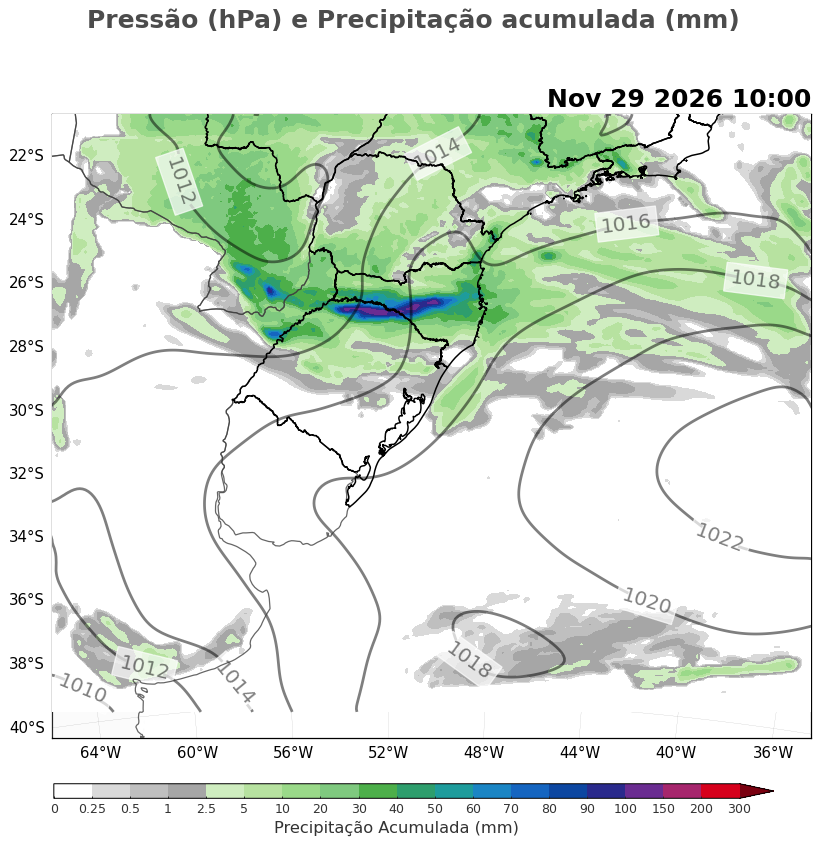 Pressão (hPa) e Precipitação acumulada (mm)
Nov 29 2026 10:00
22°S
24°S
26°S
28°S
30°S
32°S
34°S
36°S
38°S
40°S
1012
1014
1012
1016
1018
1022
1020
1018
1012
1014
1010
64°W 60°W 56°W 52°W 48°W 44°W 40°W 36°W
0 0.25 0.5 1 2.5 5 10 20 30 40 50 60 70 80 90 100 150 200 300
Precipitação Acumulada (mm)